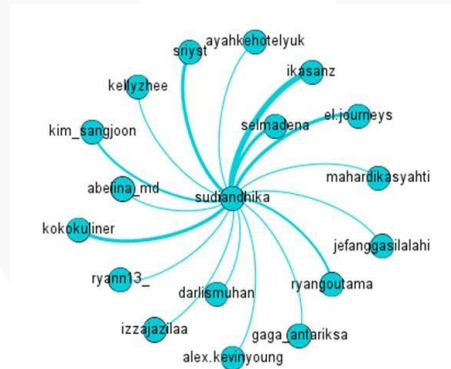 ayahkehotelyuk
sriyst
ikasanz
kellyzhee
el.journeys
selmadena
kim_sangjoon
mahardikasyahti
abelina_md
sudiandhika
kokokuliner
jefanggasilalahi
ryann13_
darlismuhan
ryangoutama
izzajazilaa
gaga_antariksa
alex.kevinyoung